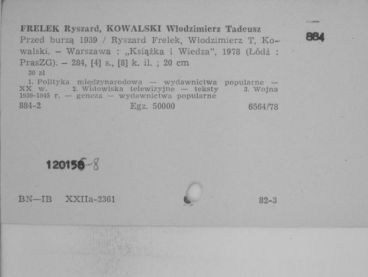 FRELEK Ryszard, KOWALSKI Włodzimierz Tadeusz
884
Przed burzą 1939 / Ryszard Frelek, Włodzimierz T, Ko-
walski. — Warszawa : „Książka i Wiedza”, 1978 (Łódź :
PrasZG). — 284, [4] s., [8] k. il. ; 20 cm
30 zł
1. Polityka międzynarodowa — wydawnictwa popularne —
XX w. 2. Widowiska telewizyjne — teksty 3. Wojna
1939-1945 r. — geneza — wydawnictwa popularne
884-2 Egz. 50000 6564/78
120158-8
BN—IB XXIIa-2361 82-3